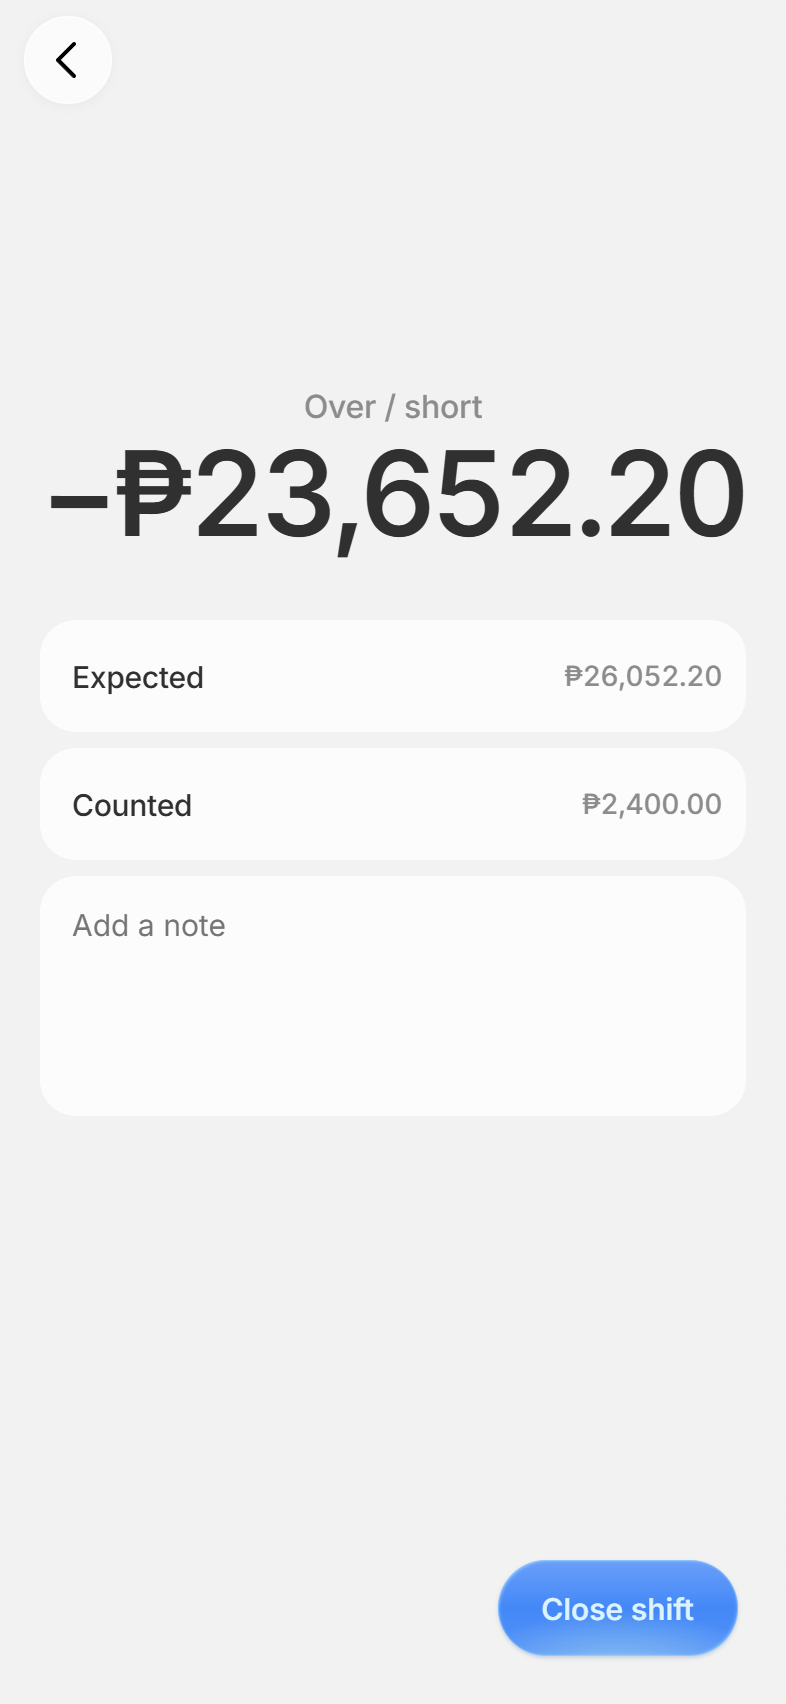 Over / short
–₱23,652.20
Expected ₱26,052.20
Counted ₱2,400.00
Add a note
Close shift